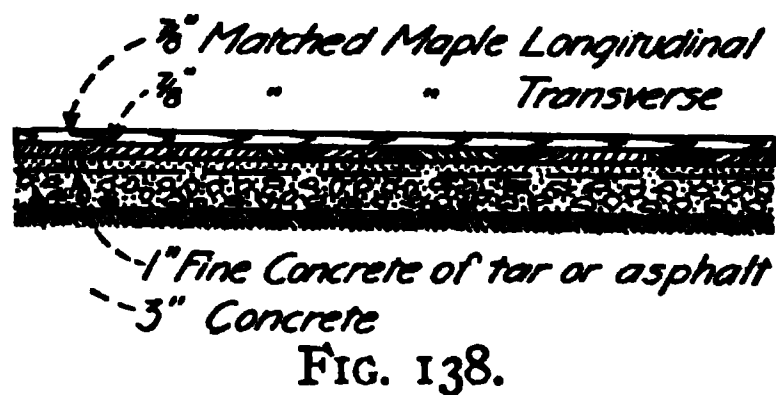 ⅞" Matched Maple Longitudinal
⅞" " " Transverse
1" Fine Concrete of tar or asphalt
3" Concrete
FIG. 138.